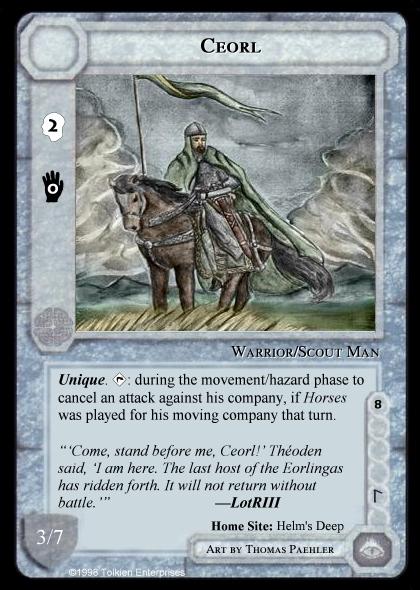 Ceorl
2
Warrior/Scout Man
Unique. : during the movement/hazard phase to
cancel an attack against his company, if Horses
was played for his moving company that turn.
8
“‘Come, stand before me, Ceorl!’ Théoden
said, ‘I am here. The last host of the Eorlingas
has ridden forth. It will not return without
battle.’” —LotRIII
Home Site: Helm's Deep
3/7
Art by Thomas Paehler
©1998 Tolkien Enterprises